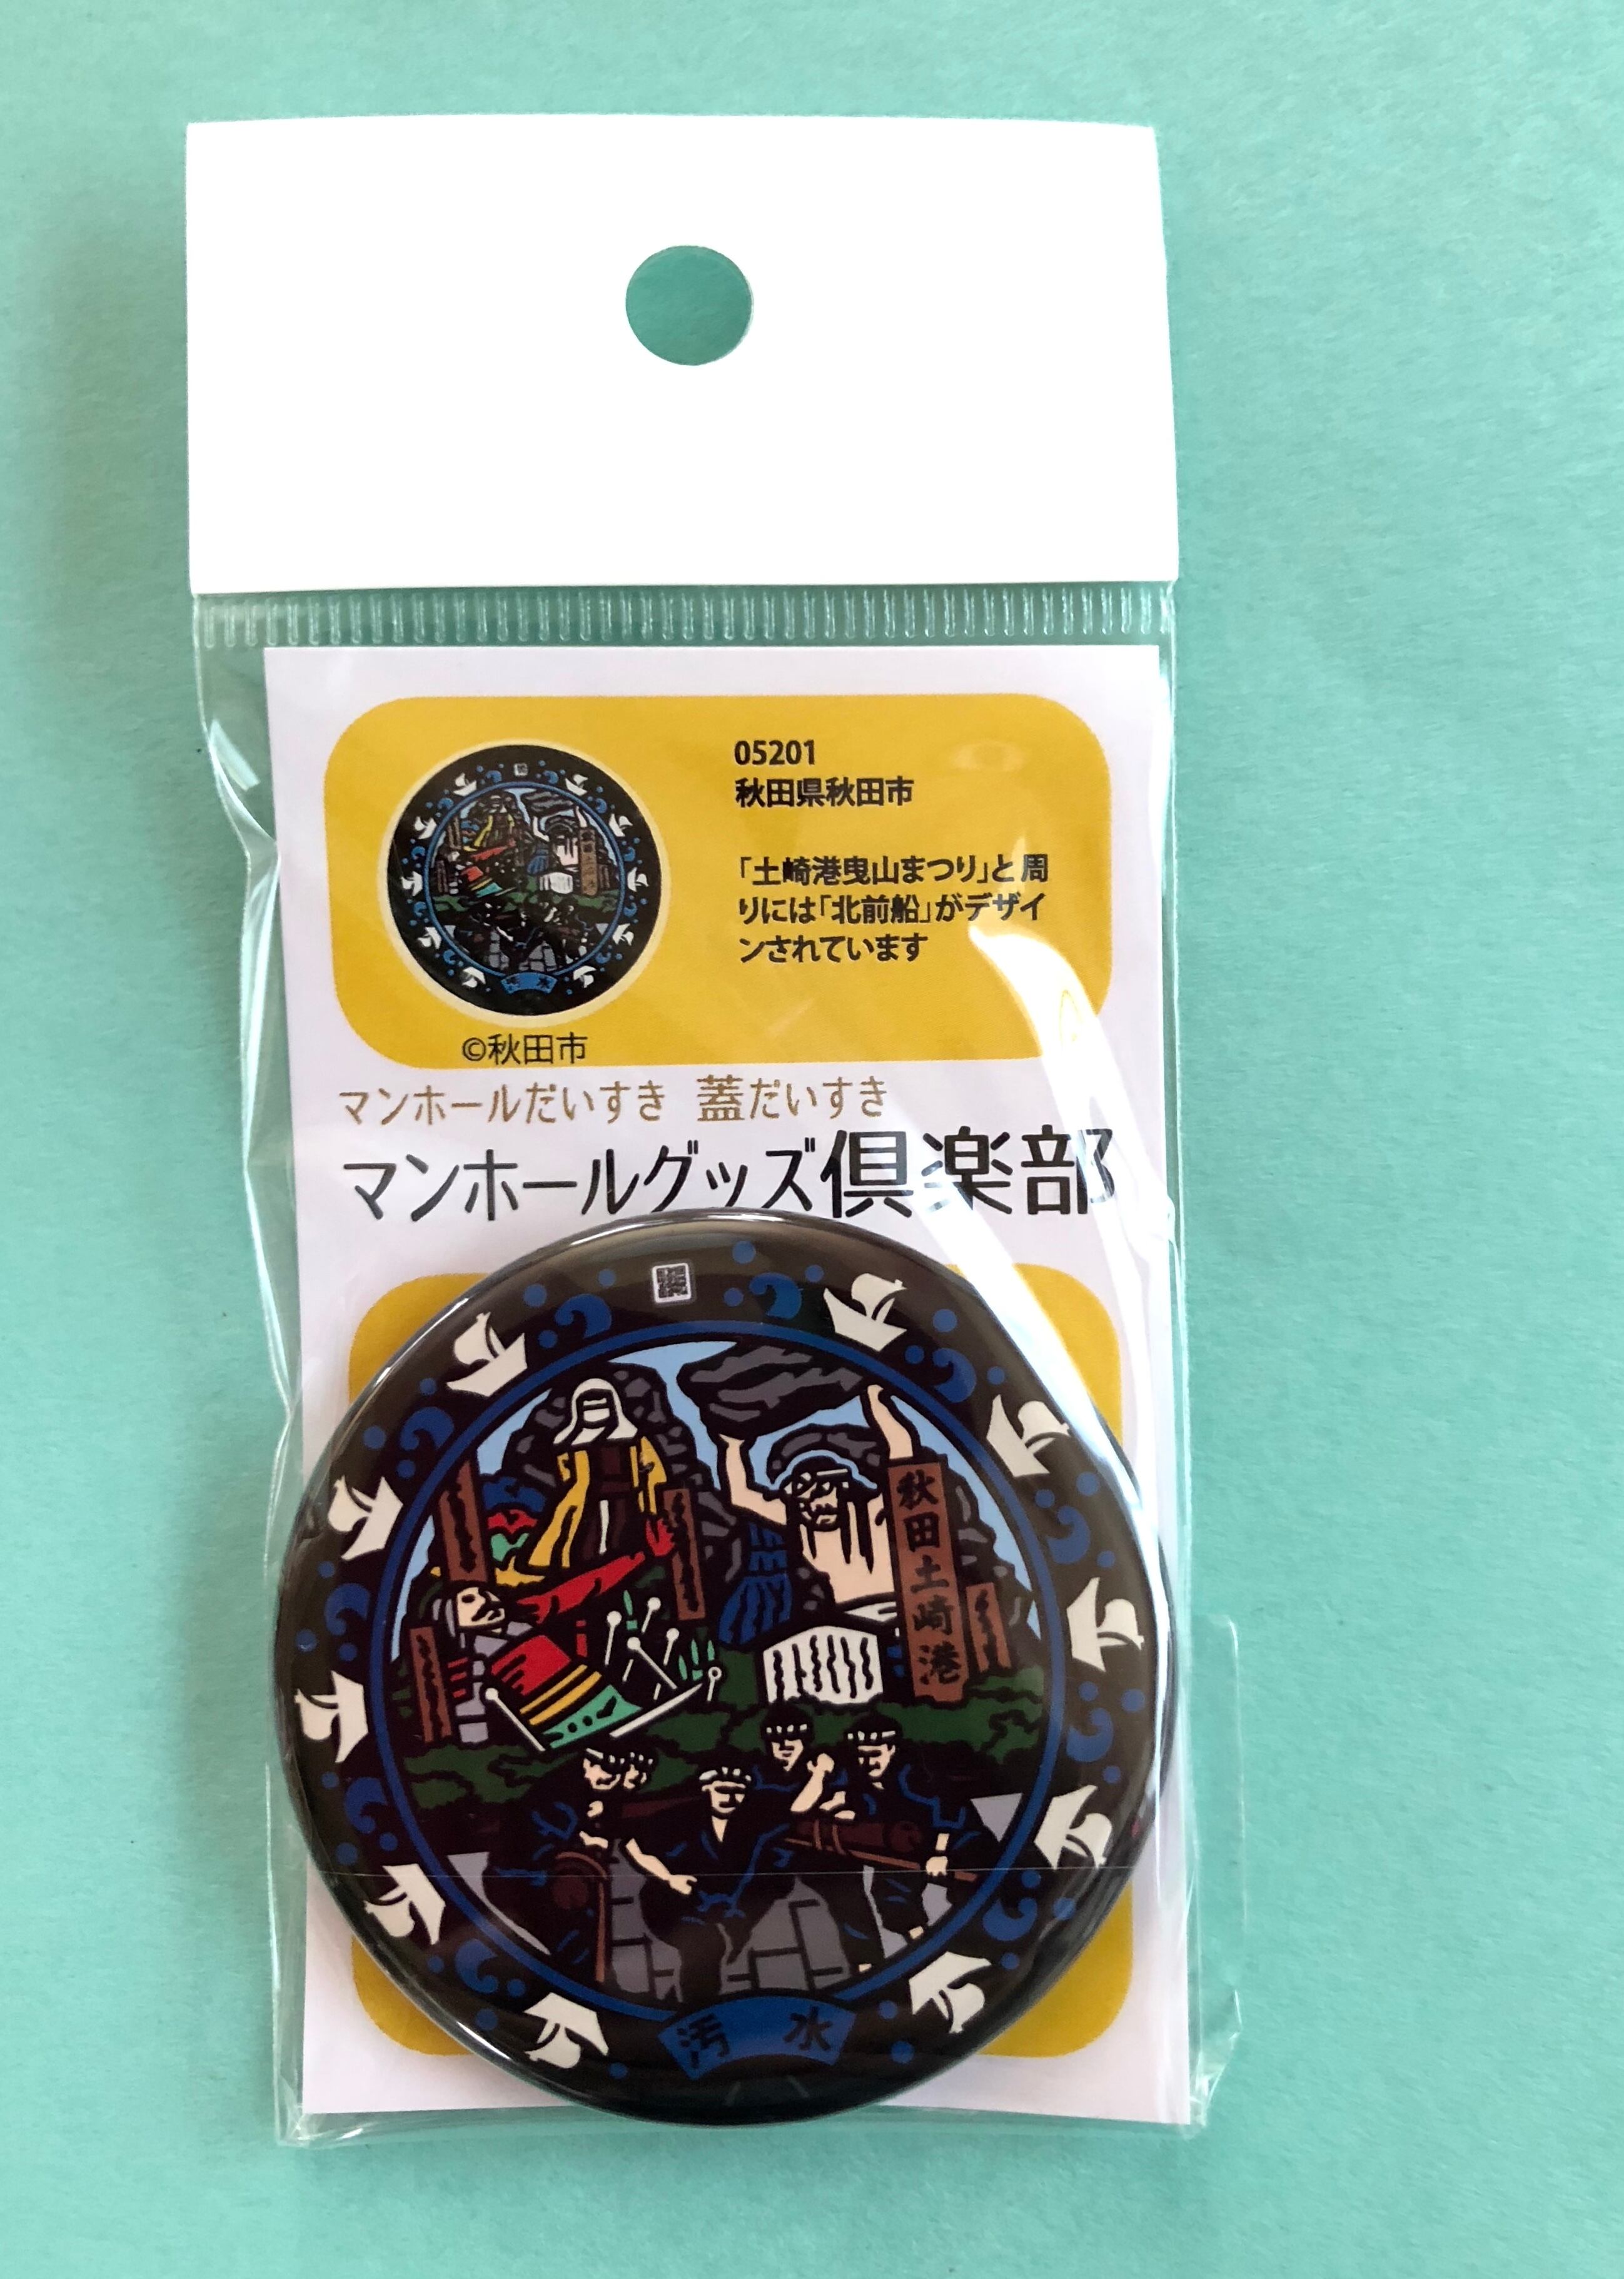 05201
秋田県秋田市
「土崎港曳山まつり」と周
りには「北前船」がデザイ
ンされています
©秋田市
マンホールだいすき 蓋だいすき
マンホールグッズ倶楽部
秋田土崎港
汚 水